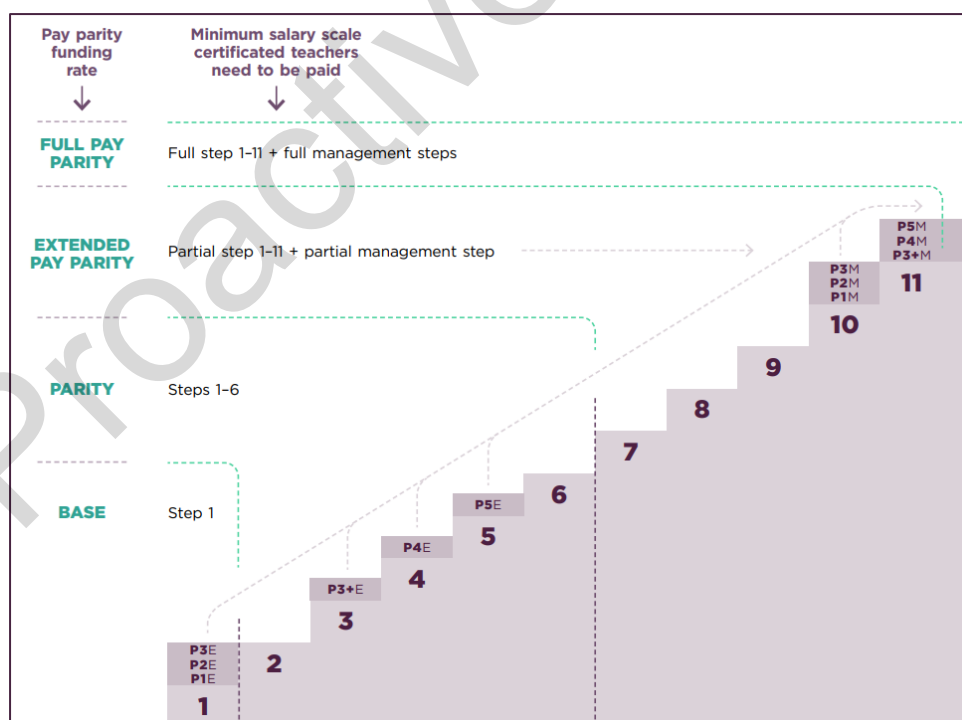 Pay parity
funding
rate
Minimum salary scale
certificated teachers
need to be paid
FULL PAY
PARITY
Full step 1–11 + full management steps
EXTENDED
PAY PARITY
Partial step 1–11 + partial management step
PARITY
Steps 1–6
BASE
Step 1
P3E
P2E
P1E
1
2
P3+E
3
P4E
4
P5E
5
6
7
8
9
P3M
P2M
P1M
10
P5M
P4M
P3+M
11
Proactive